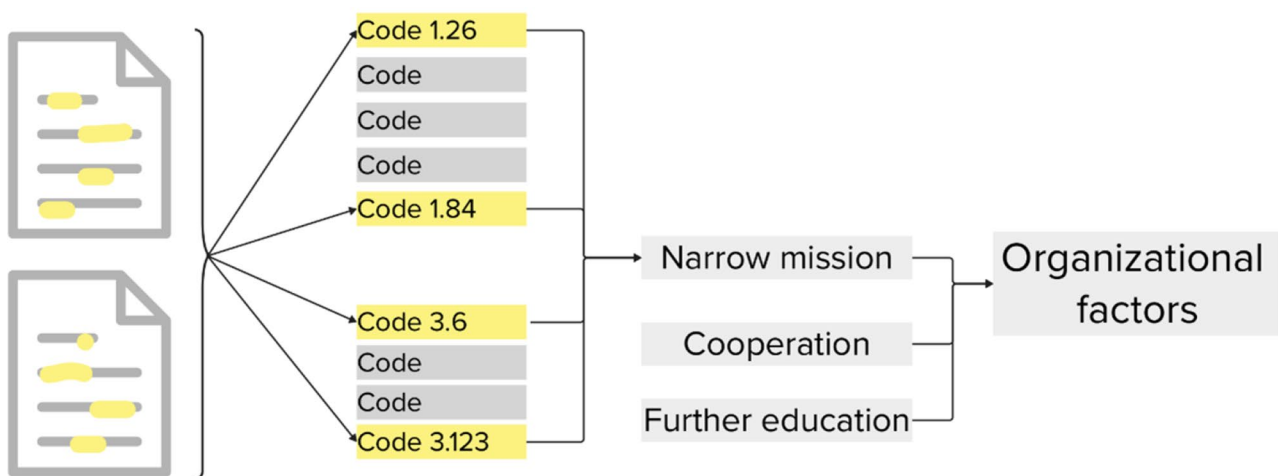 Code 1.26
Code
Code
Code
Code 1.84
Code 3.6
Code
Code
Code 3.123
Narrow mission
Cooperation
Further education
Organizational
factors